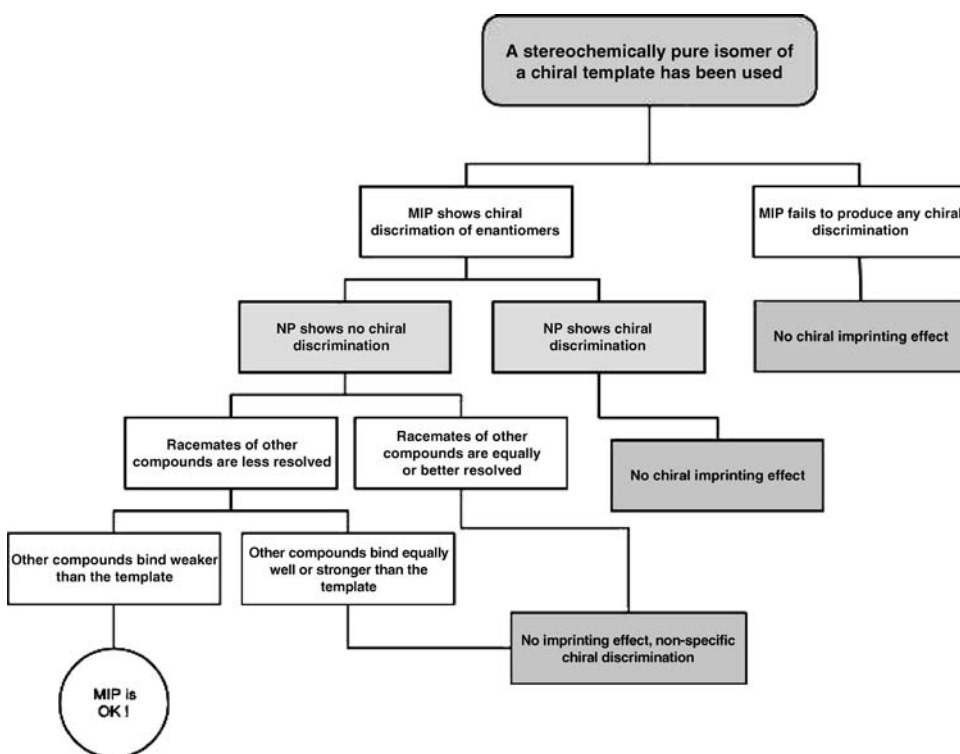 A stereochemically pure isomer of
a chiral template has been used
MIP shows chiral
discrimation of enantiomers
MIP fails to produce any chiral
discrimination
NP shows no chiral
discrimination
NP shows chiral
discrimination
No chiral imprinting effect
Racemates of other
compounds are less resolved
Racemates of other
compounds are equally
or better resolved
No chiral imprinting effect
Other compounds bind weaker
than the template
Other compounds bind equally
well or stronger than the
template
No imprinting effect, non-specific
chiral discrimination
MIP is
OK !